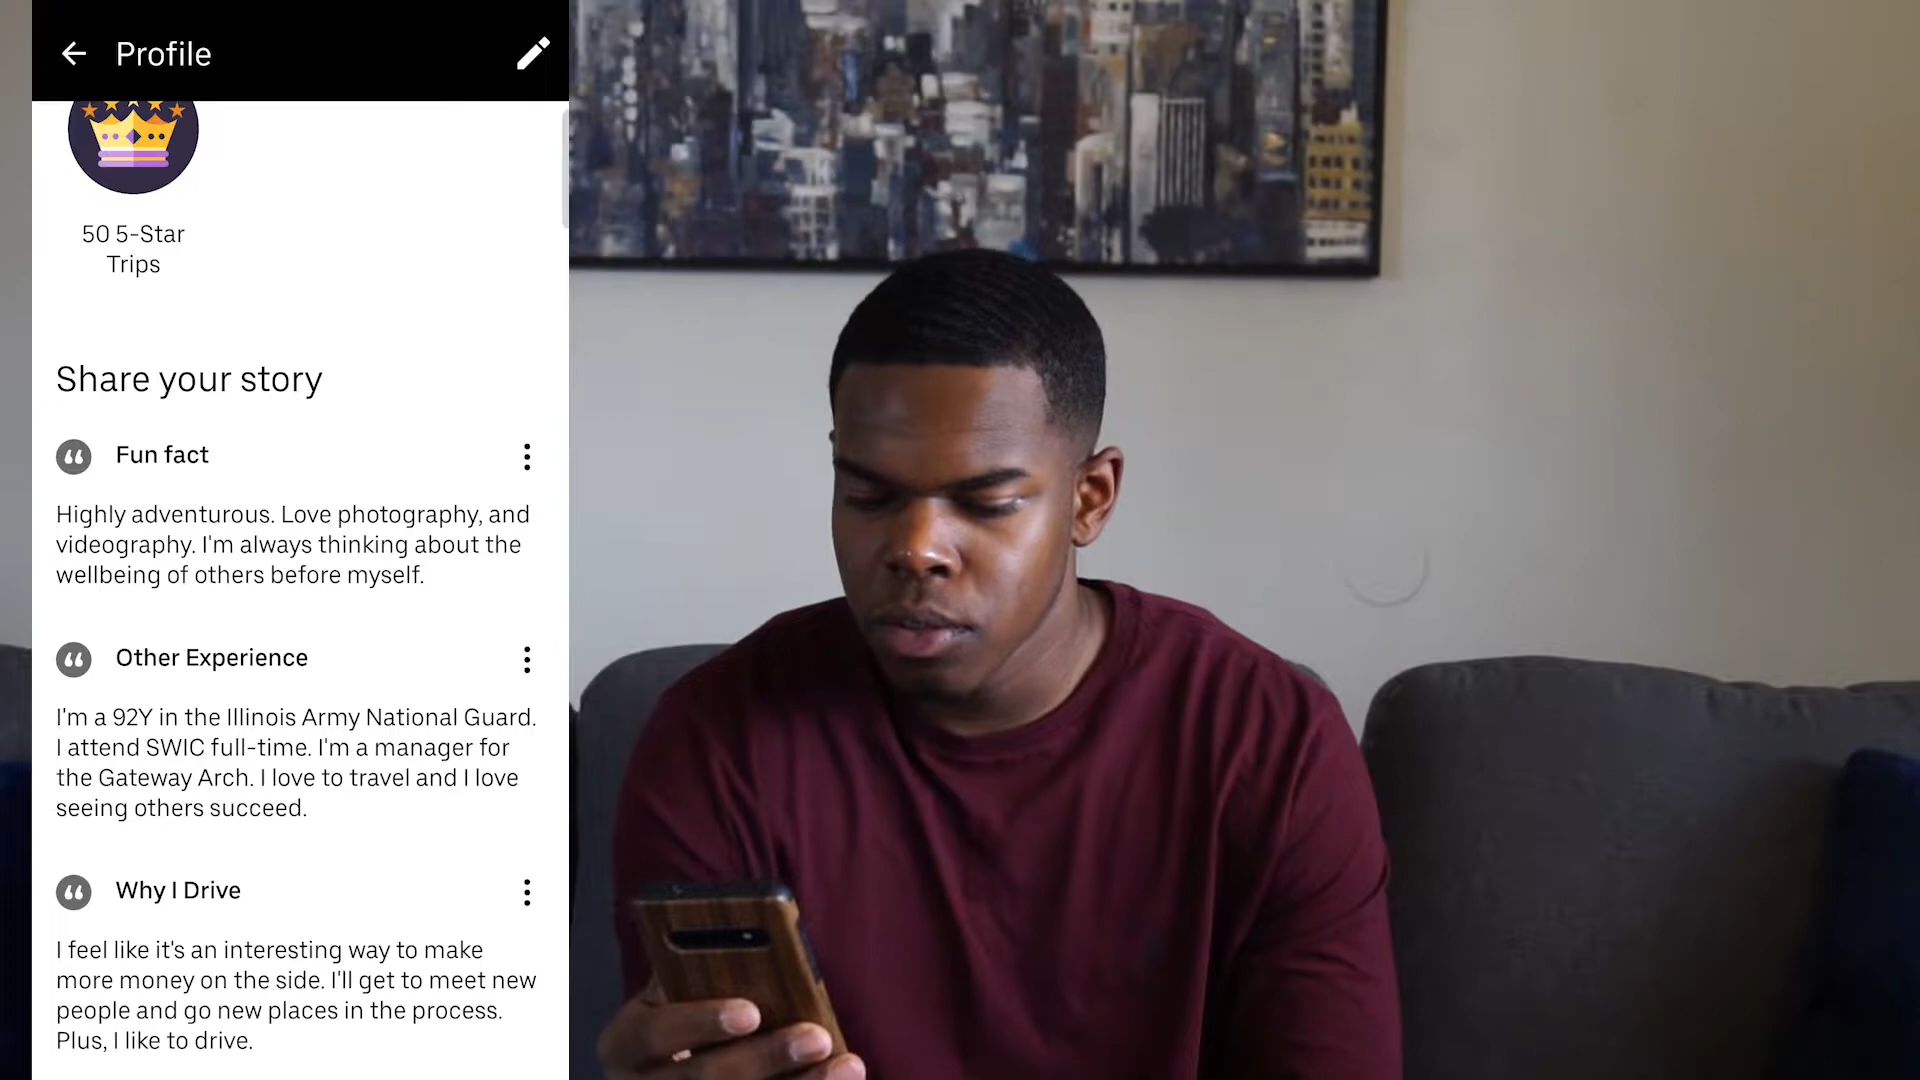 Profile
50 5-Star
Trips
Share your story
Fun fact
Highly adventurous. Love photography, and
videography. I'm always thinking about the
wellbeing of others before myself.
Other Experience
I'm a 92Y in the Illinois Army National Guard.
I attend SWIC full-time. I'm a manager for
the Gateway Arch. I love to travel and I love
seeing others succeed.
Why I Drive
I feel like it's an interesting way to make
more money on the side. I'll get to meet new
people and go new places in the process.
Plus, I like to drive.